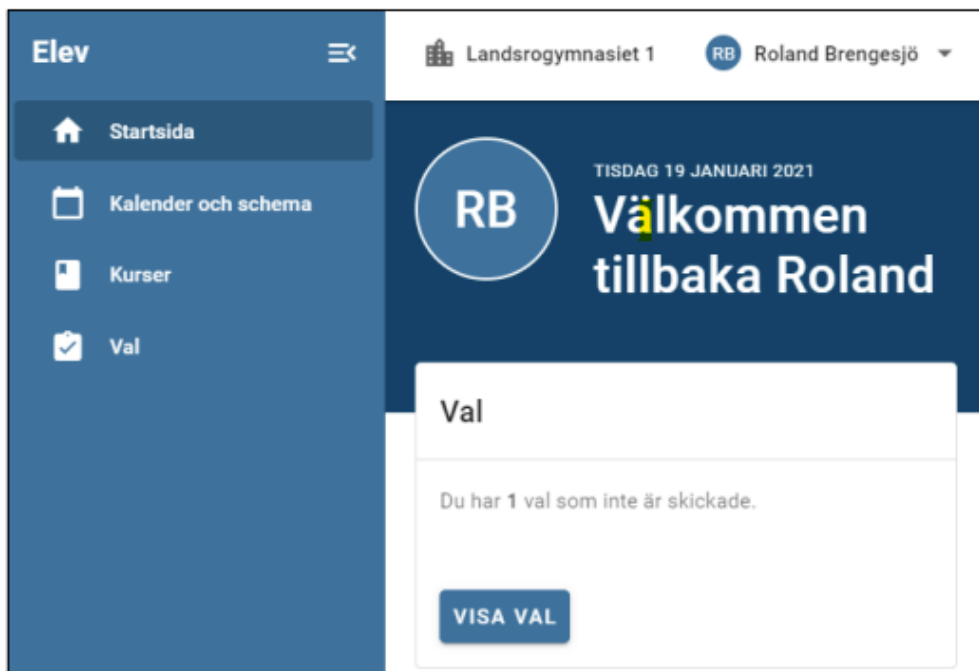 Elev
Startsida
Kalender och schema
Kurser
Val
Landsrogymnasiet 1
RB Roland Brengesjö
RB
TISDAG 19 JANUARI 2021
Välkommen
tillbaka Roland
Val
Du har 1 val som inte är skickade.
VISA VAL